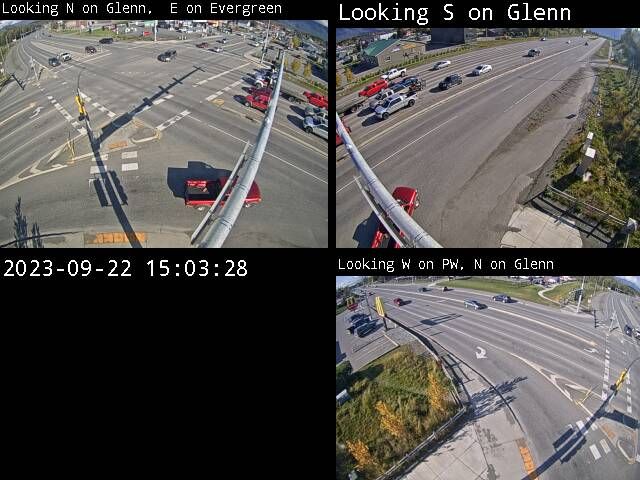 Looking N on Glenn,  E on Evergreen
Looking S on Glenn
2023-09-22 15:03:28
Looking W on PW, N on Glenn